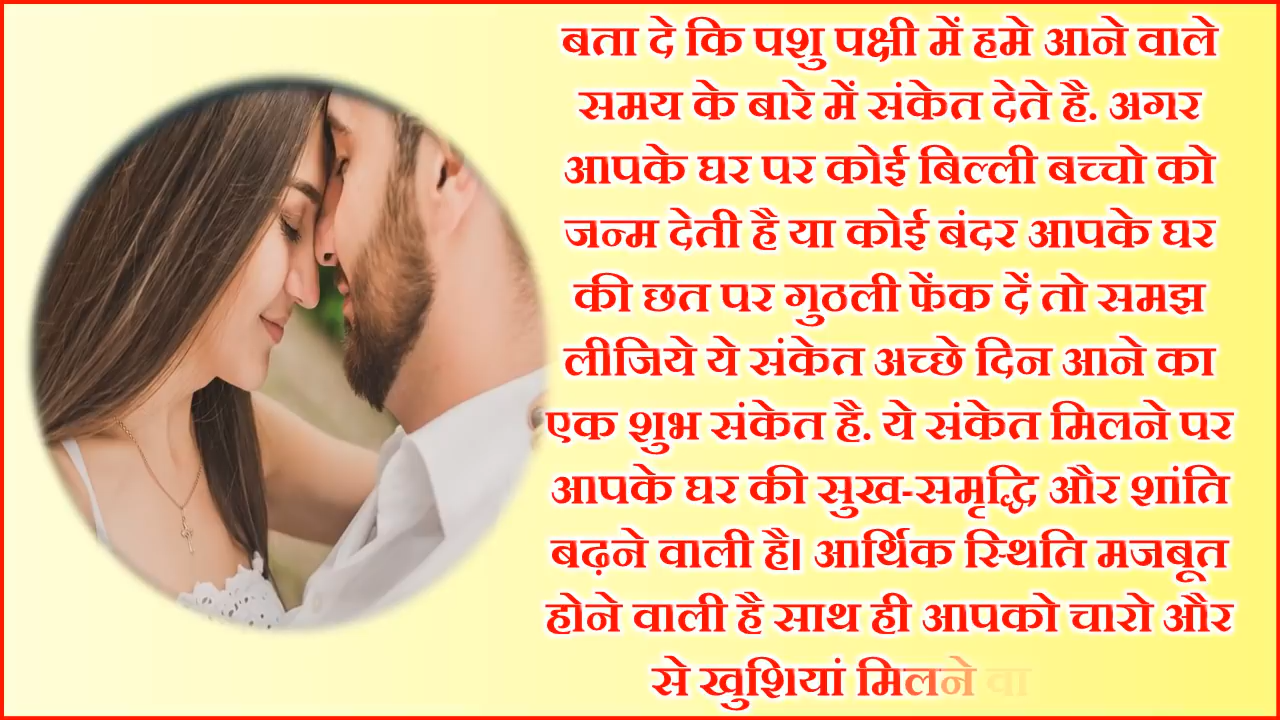 बता दे कि पशु पक्षी में हमे आने वाले
समय के बारे में संकेत देते है. अगर
आपके घर पर कोई बिल्ली बच्चो को
जन्म देती है या कोई बंदर आपके घर
की छत पर गुठली फेंक दें तो समझ
लीजिये ये संकेत अच्छे दिन आने का
एक शुभ संकेत है. ये संकेत मिलने पर
आपके घर की सुख-समृद्धि और शांति
बढ़ने वाली है। आर्थिक स्थिति मजबूत
होने वाली है साथ ही आपको चारो और
से खुशियां मिलने वा